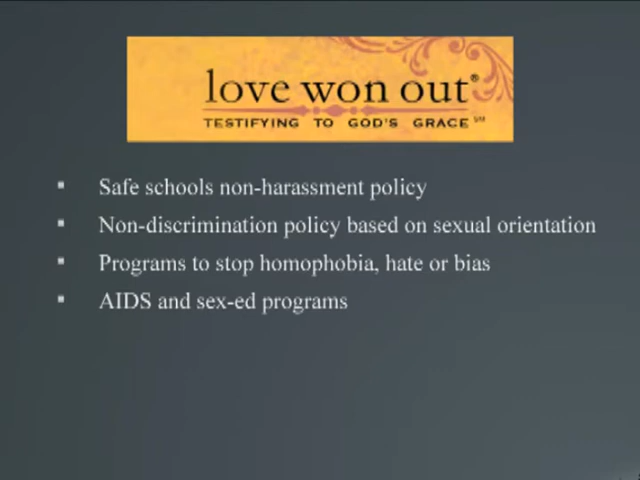 love won out®
TESTIFYING TO GOD'S GRACE℠
▪ Safe schools non-harassment policy
▪ Non-discrimination policy based on sexual orientation
▪ Programs to stop homophobia, hate or bias
▪ AIDS and sex-ed programs